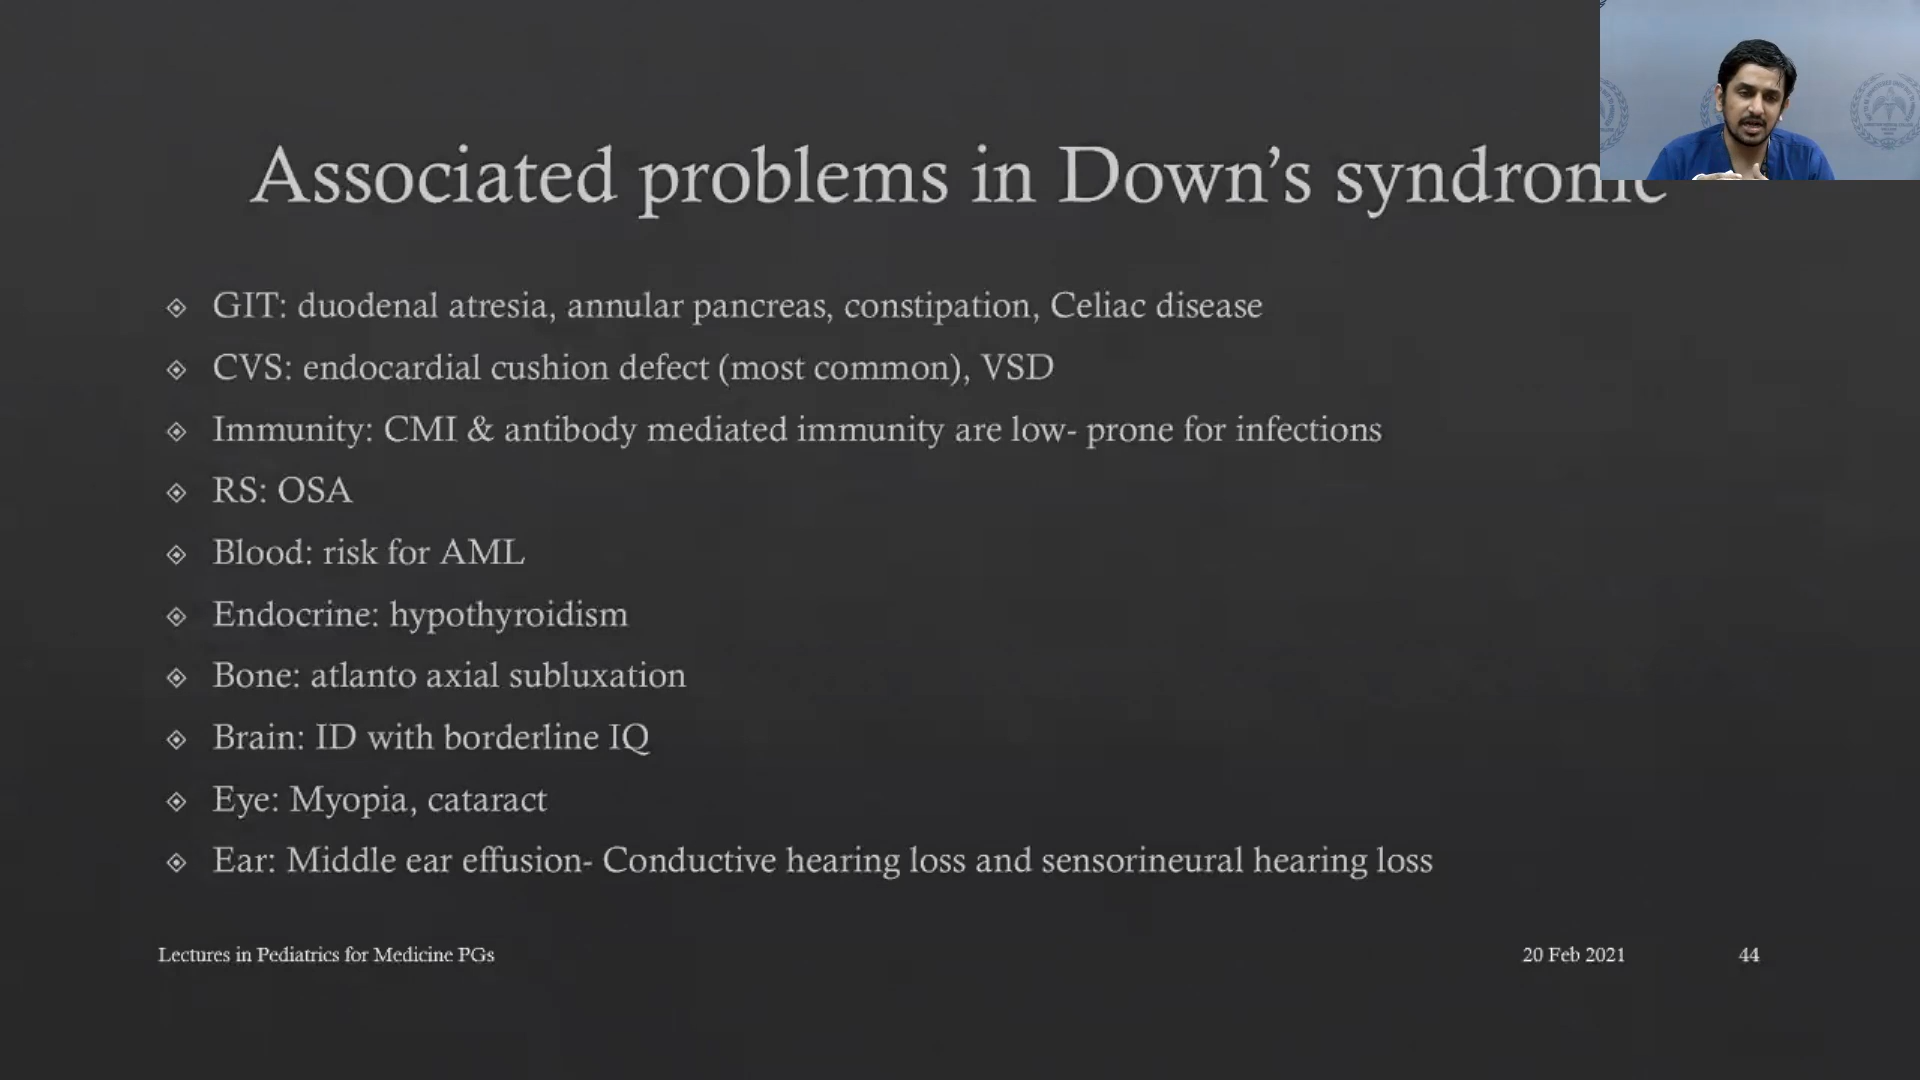 Associated problems in Down's syndrome
GIT: duodenal atresia, annular pancreas, constipation, Celiac disease
CVS: endocardial cushion defect (most common), VSD
Immunity: CMI & antibody mediated immunity are low- prone for infections
RS: OSA
Blood: risk for AML
Endocrine: hypothyroidism
Bone: atlanto axial subluxation
Brain: ID with borderline IQ
Eye: Myopia, cataract
Ear: Middle ear effusion- Conductive hearing loss and sensorineural hearing loss
Lectures in Pediatrics for Medicine PGs
20 Feb 2021
44